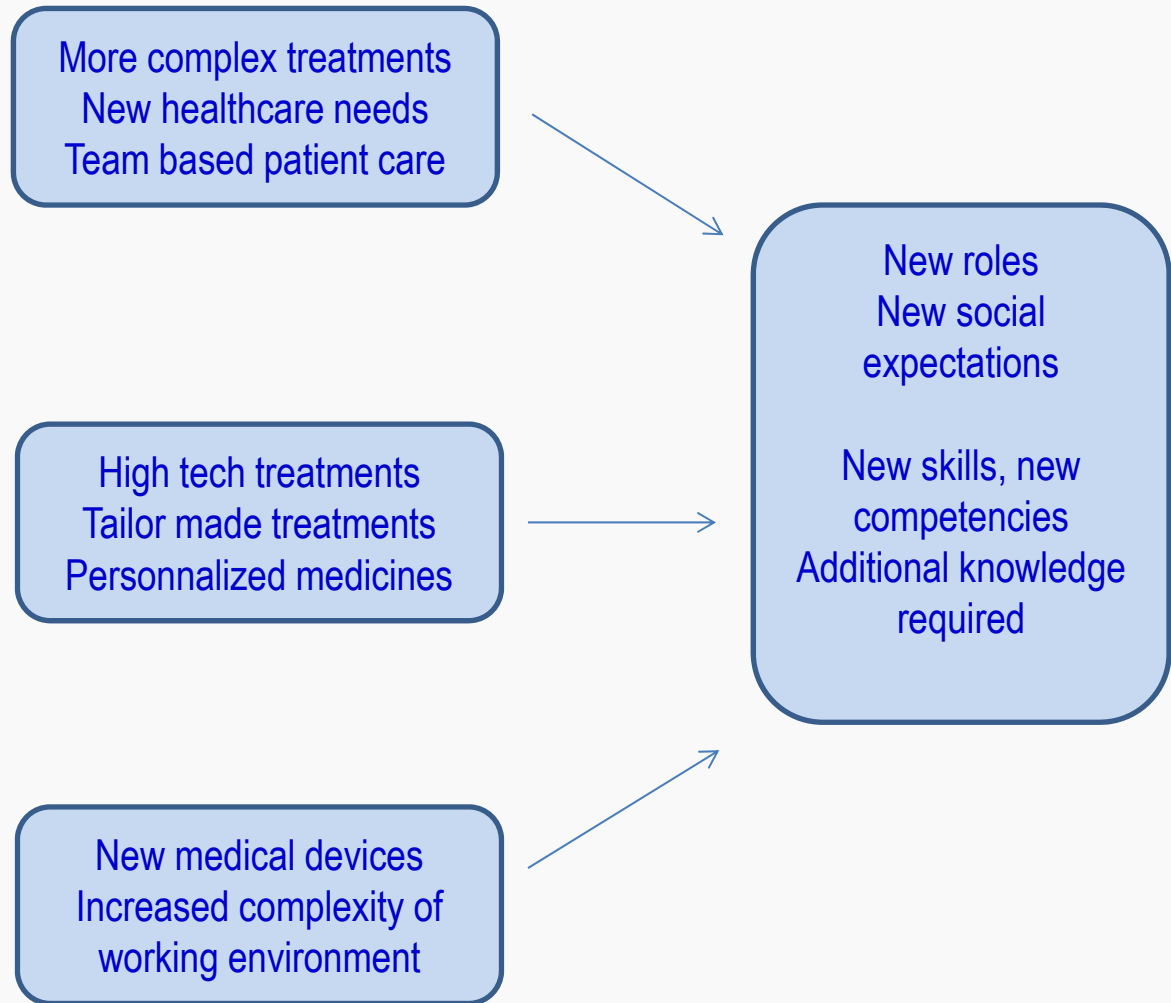 More complex treatments
New healthcare needs
Team based patient care
New roles
New social
expectations
New skills, new
competencies
Additional knowledge
required
High tech treatments
Tailor made treatments
Personnalized medicines
New medical devices
Increased complexity of
working environment